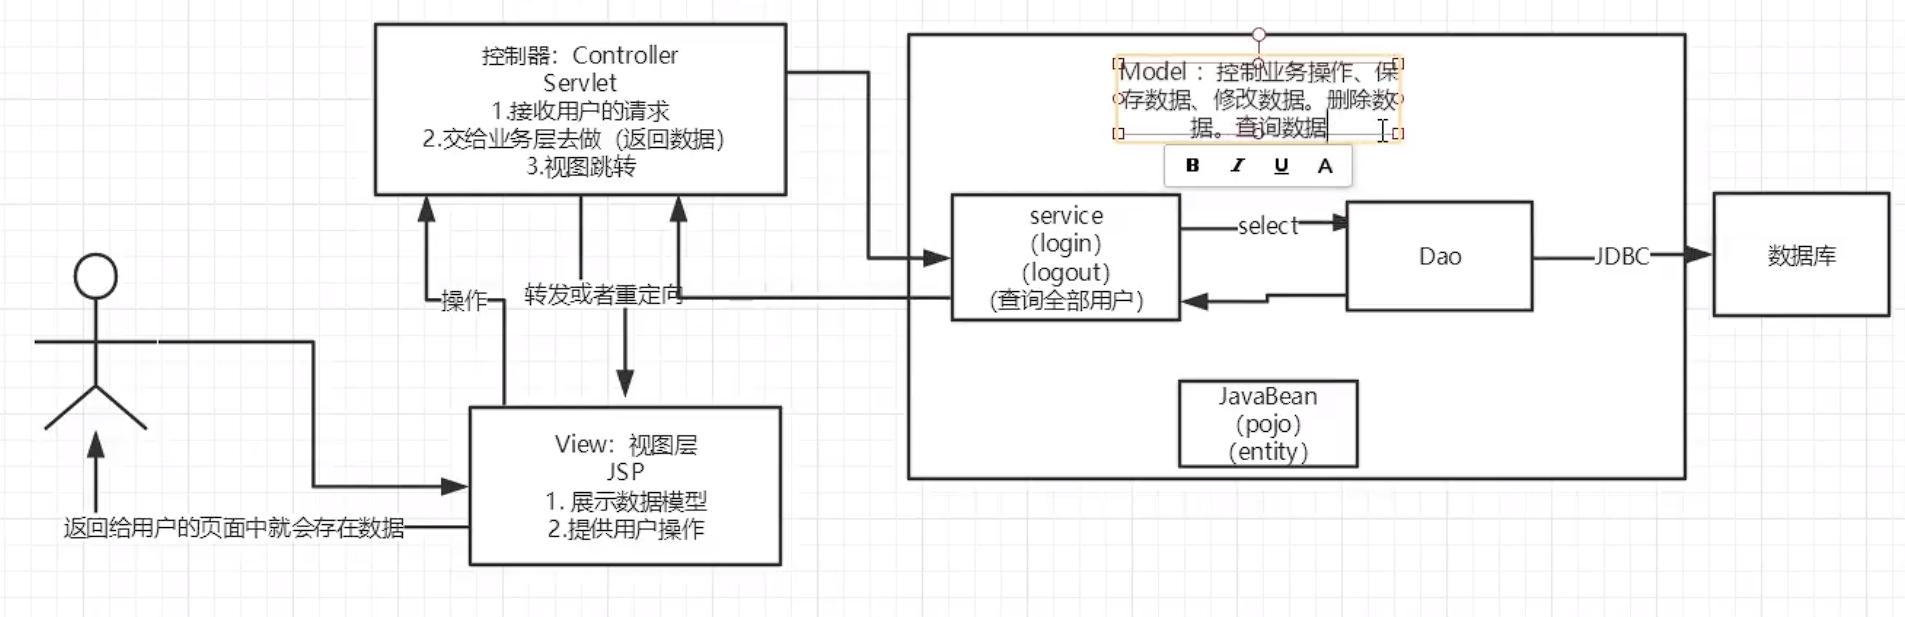 控制器：Controller
Servlet
1.接收用户的请求
2.交给业务层去做（返回数据）
3.视图跳转
Model ：控制业务操作、保
存数据、修改数据。删除数
据。查询数据
B I U A
service
（login）
（logout）
（查询全部用户）
select
Dao
JDBC
数据库
操作
转发或者重定向
JavaBean
（pojo）
（entity）
View：视图层
JSP
1. 展示数据模型
2.提供用户操作
返回给用户的页面中就会存在数据